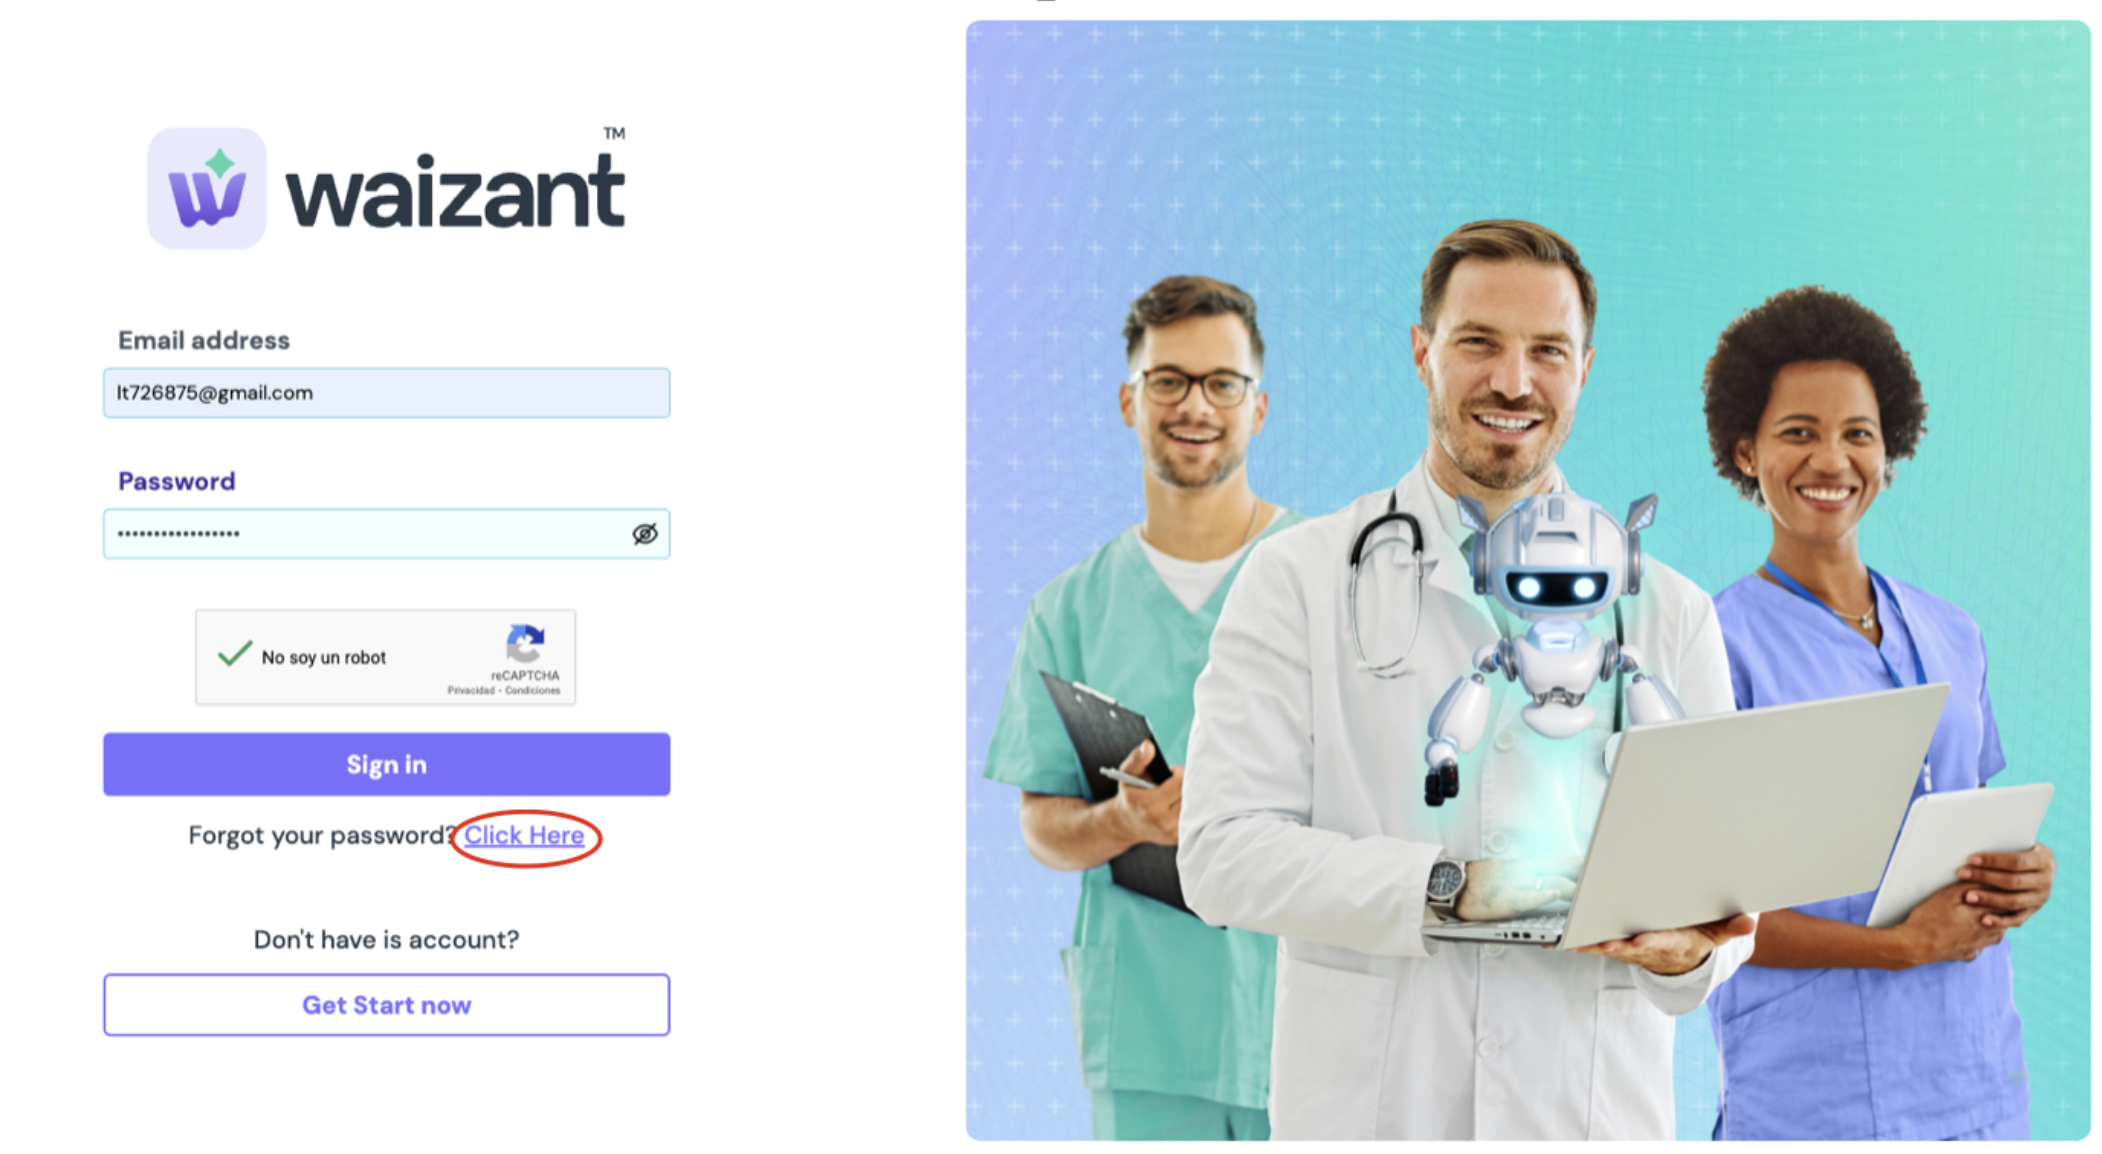 waizant™
Email address
lt726875@gmail.com
Password
•••••••••••••••••
No soy un robot
reCAPTCHA
Privacidad - Condiciones
Sign in
Forgot your password? Click Here
Don't have is account?
Get Start now